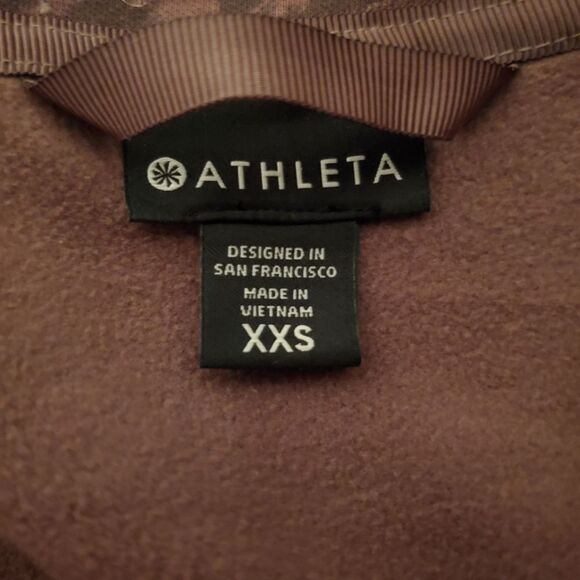 ATHLETA
DESIGNED IN
SAN FRANCISCO
MADE IN
VIETNAM
XXS